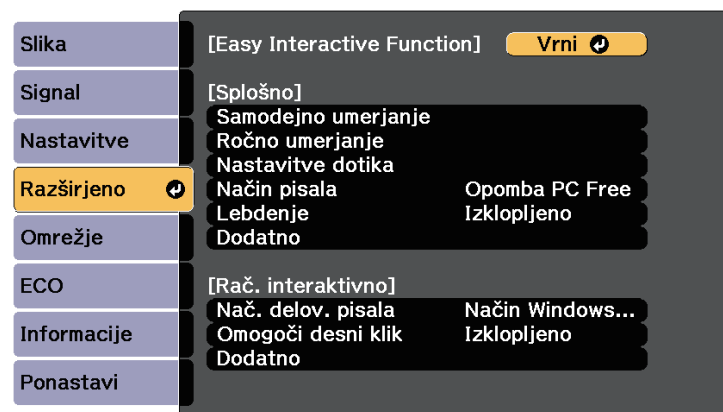 Slika
Signal
Nastavitve
Razširjeno
Omrežje
ECO
Informacije
Ponastavi
[Easy Interactive Function] Vrni
[Splošno]
Samodejno umerjanje
Ročno umerjanje
Nastavitve dotika
Način pisala Opomba PC Free
Lebdenje Izklopljeno
Dodatno
[Rač. interaktivno]
Nač. delov. pisala Način Windows...
Omogoči desni klik Izklopljeno
Dodatno